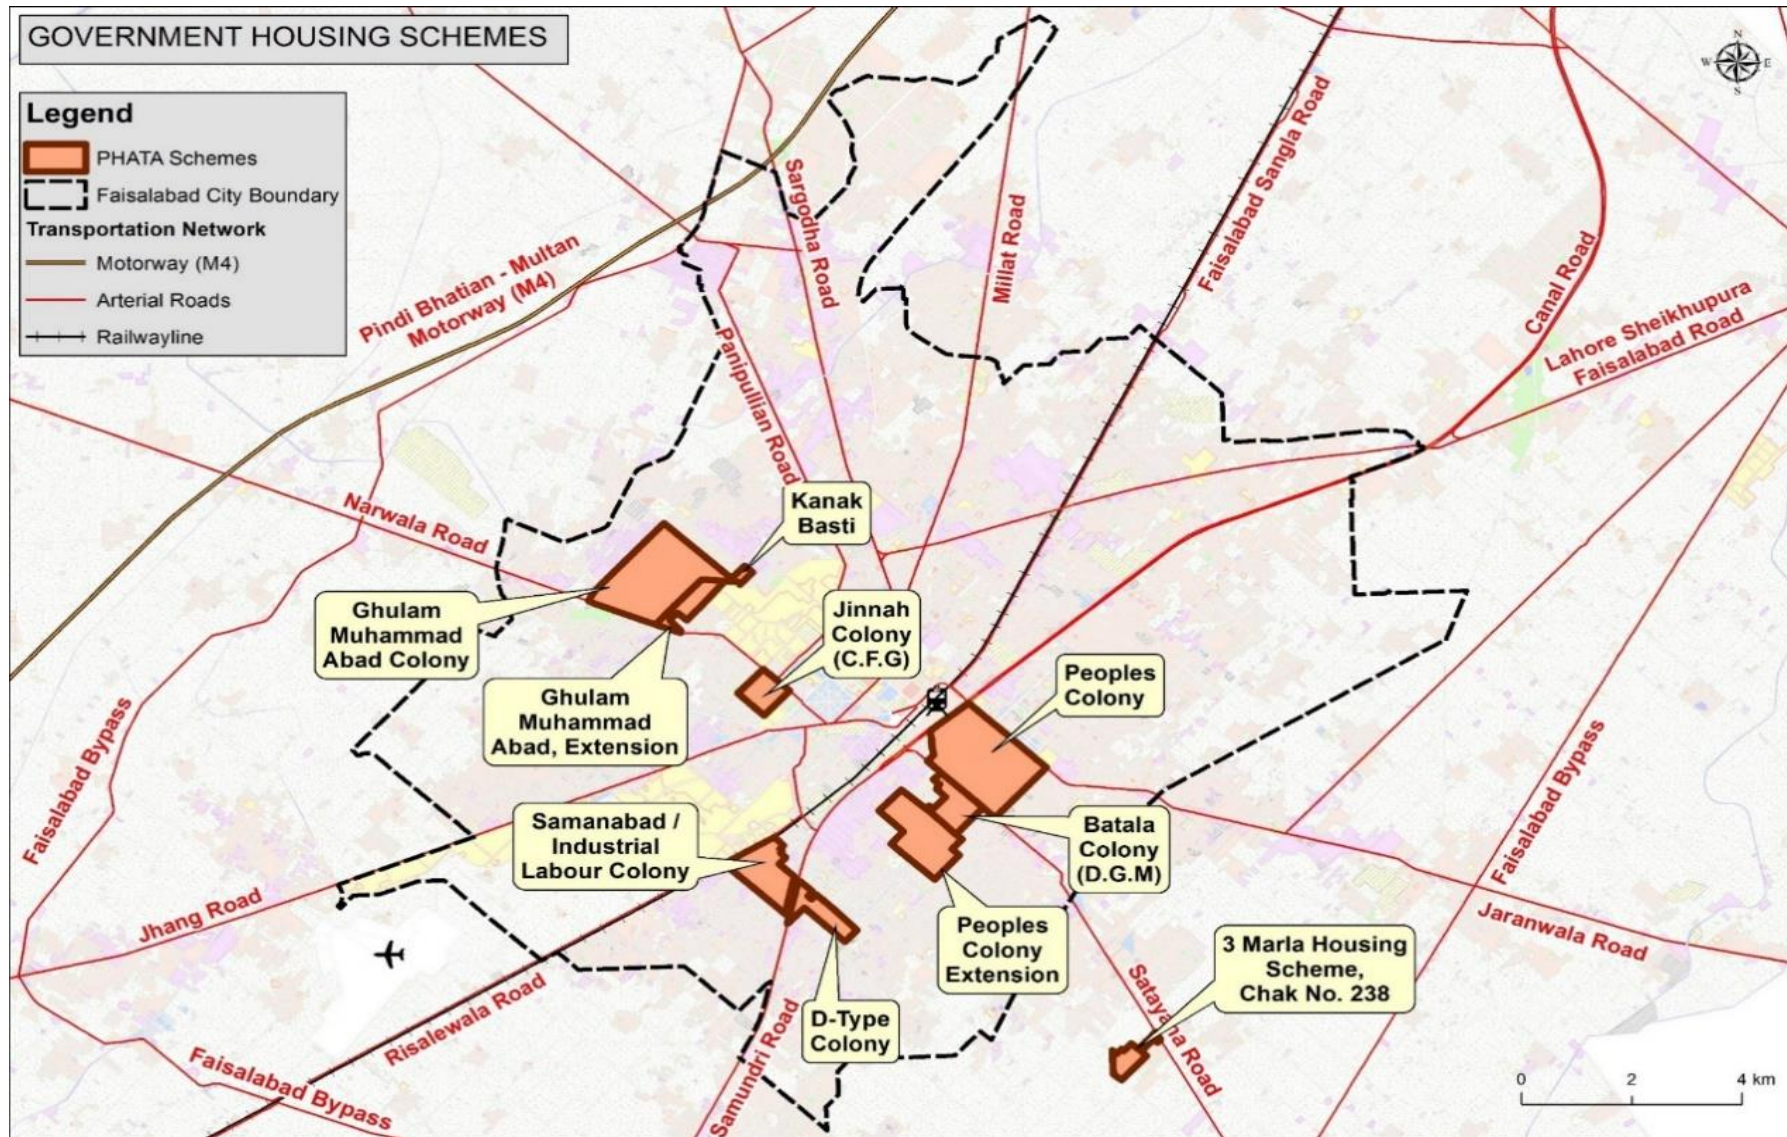 GOVERNMENT HOUSING SCHEMES
N
W
E
S
Legend
PHATA Schemes
Faisalabad City Boundary
Transportation Network
Motorway (M4)
Arterial Roads
Railwayline
Pindi Bhatian - Multan
Motorway (M4)
Sargodha Road
Millat Road
Faisalabad Sangla Road
Canal Road
Lahore Sheikhupura
Faisalabad Road
Panipullian Road
Narwala Road
Kanak
Basti
Ghulam
Muhammad
Abad Colony
Jinnah
Colony
(C.F.G)
Ghulam
Muhammad
Abad, Extension
Peoples
Colony
Faisalabad Bypass
Faisalabad Bypass
Samanabad /
Industrial
Labour Colony
Batala
Colony
(D.G.M)
Jhang Road
Peoples
Colony
Extension
Jaranwala Road
3 Marla Housing
Scheme,
Chak No. 238
Risalewala Road
D-Type
Colony
Satayana Road
Samundri Road
Faisalabad Bypass
0 2 4 km